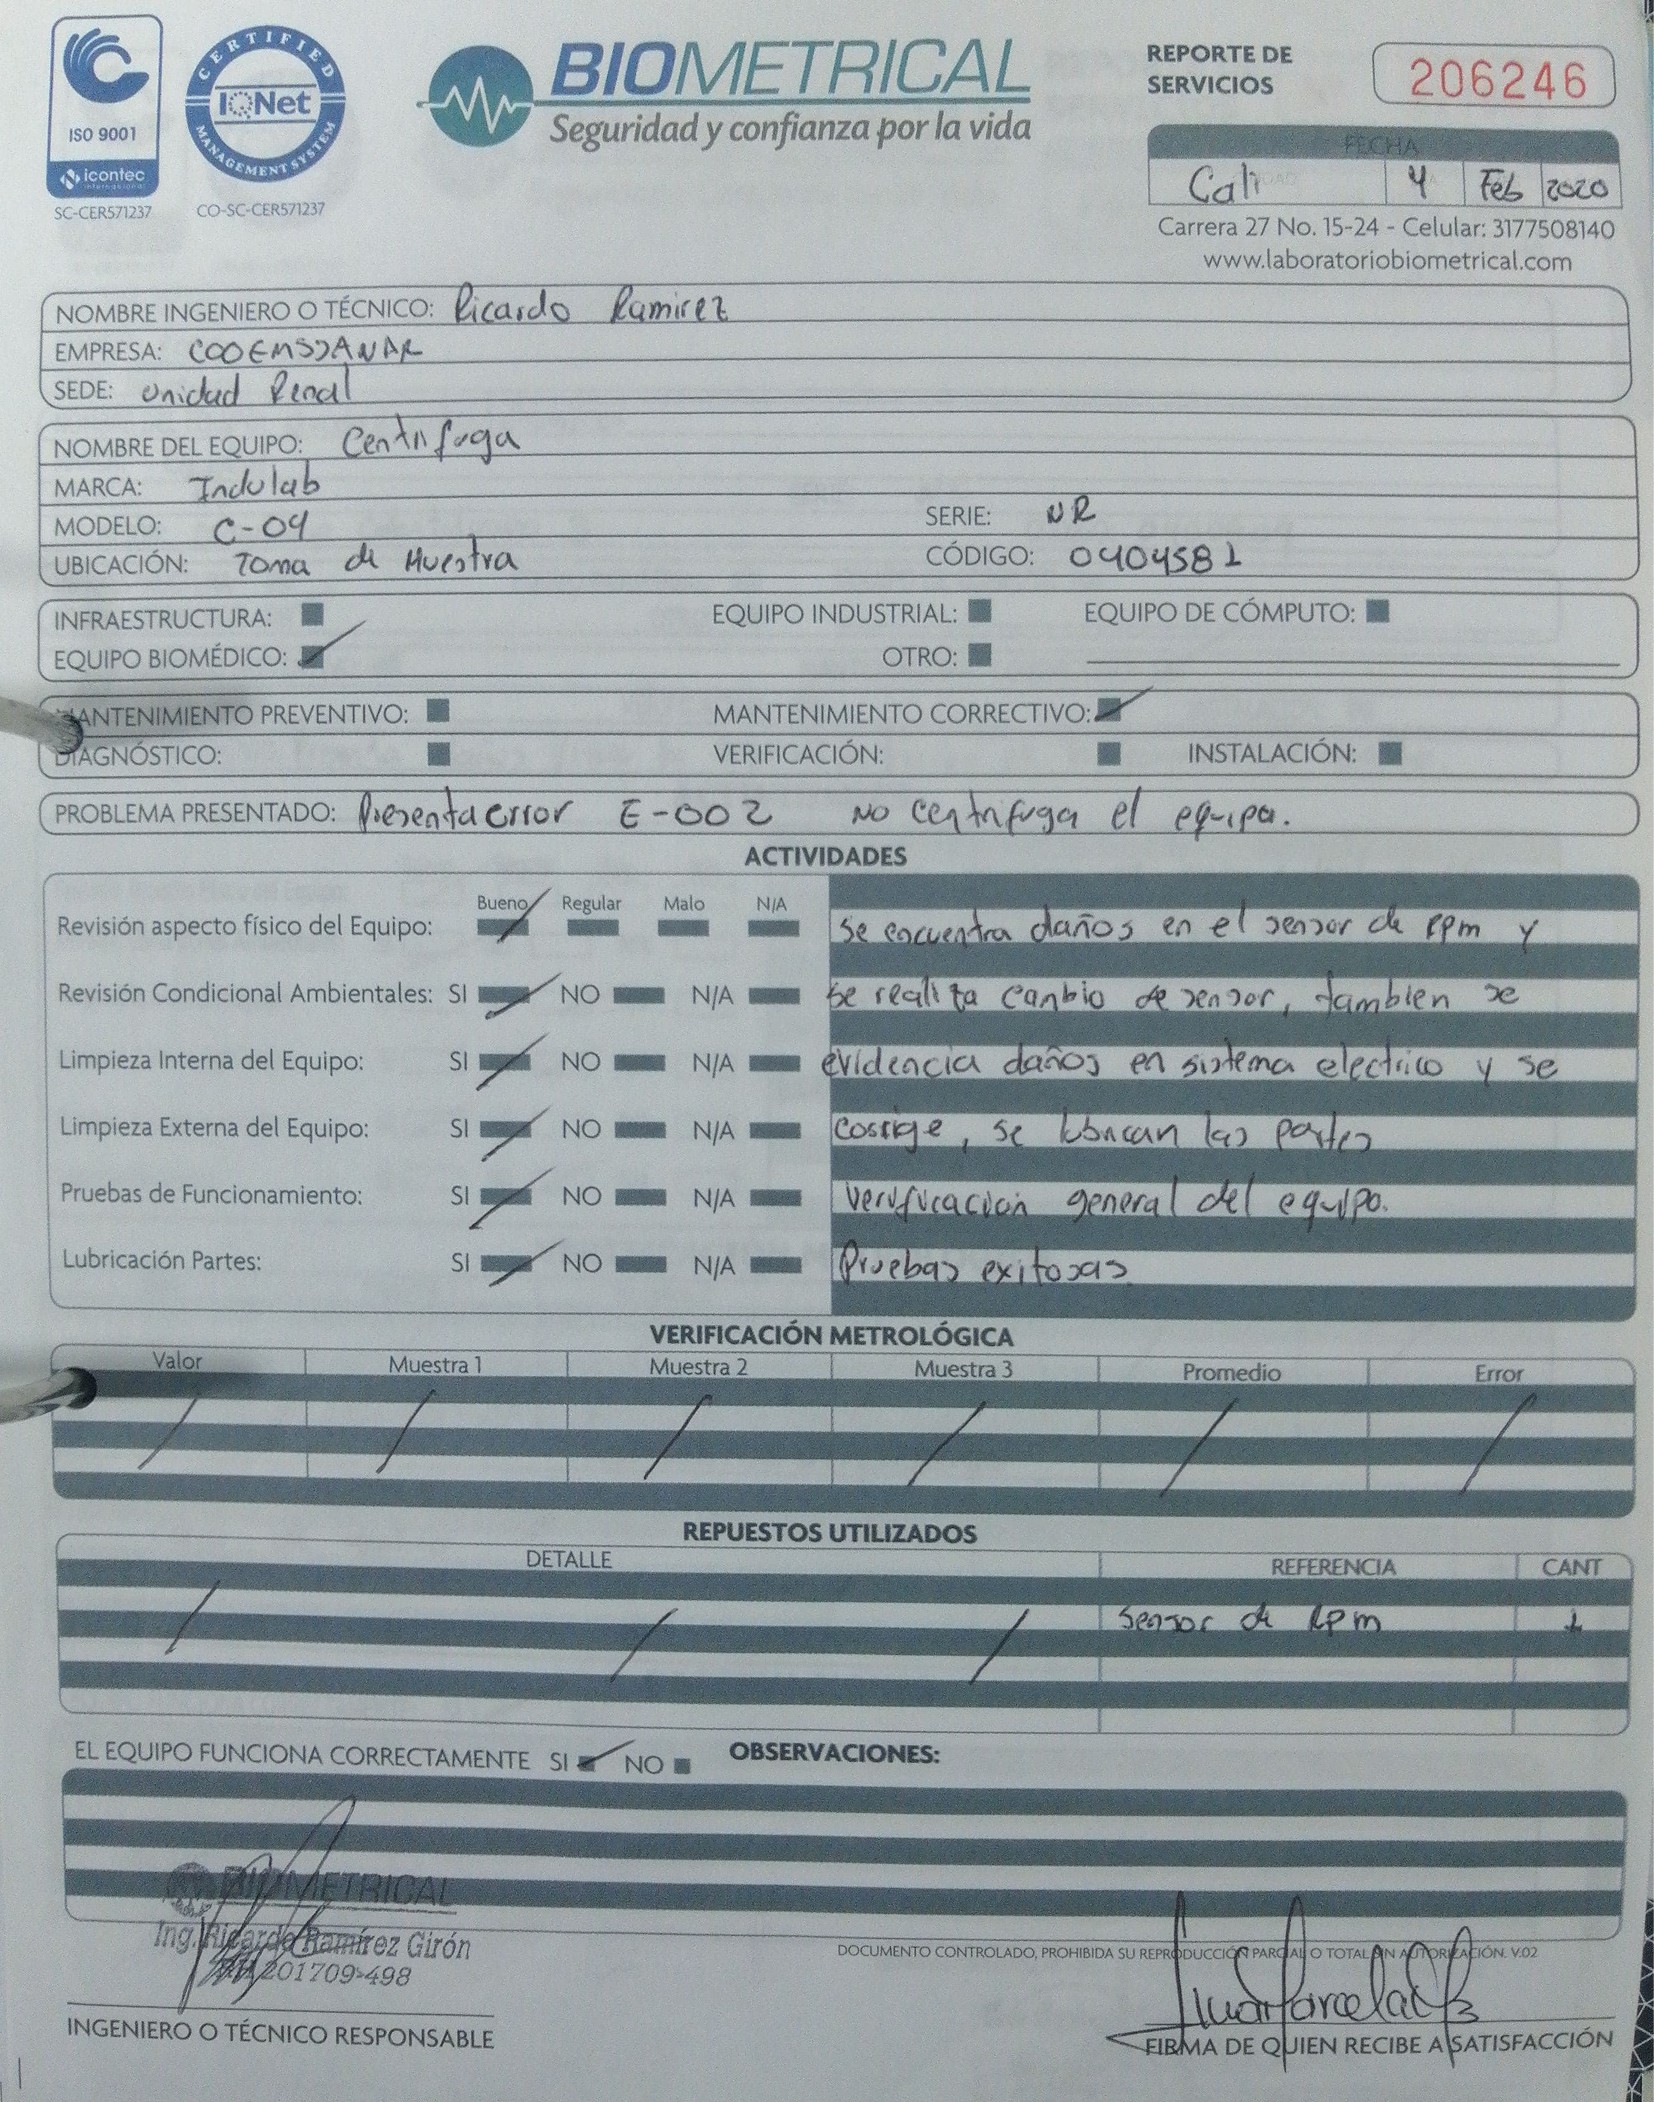 ISO 9001
icontec
internacional
SC-CER571237
CERTIFIED
IQNet
MANAGEMENT SYSTEM
CO-SC-CER571237
BIOMETRICAL
Seguridad y confianza por la vida
REPORTE DE SERVICIOS 206246
FECHA
Cali 4 Feb 2020
Carrera 27 No. 15-24 - Celular: 3177508140
www.laboratoriobiometrical.com
NOMBRE INGENIERO O TÉCNICO: Ricardo Ramirez
EMPRESA: COOEMSSANAR
SEDE: Unidad Renal
NOMBRE DEL EQUIPO: Centrifuga
MARCA: Indulab
MODELO: C-04 SERIE: NR
UBICACIÓN: Toma de Muestra CÓDIGO: 0404581
INFRAESTRUCTURA: EQUIPO INDUSTRIAL: EQUIPO DE CÓMPUTO:
EQUIPO BIOMÉDICO: OTRO:
MANTENIMIENTO PREVENTIVO: MANTENIMIENTO CORRECTIVO:
DIAGNÓSTICO: VERIFICACIÓN: INSTALACIÓN:
PROBLEMA PRESENTADO: Presenta error E-002 No centrifuga el equipo.
ACTIVIDADES
Bueno Regular Malo N/A
Revisión aspecto físico del Equipo: se encuentra daños en el sensor de rpm y
Revisión Condicional Ambientales: SI NO N/A se realiza canbio de sensor, tambien se
Limpieza Interna del Equipo: SI NO N/A evidencia daños en sistema electrico y se
Limpieza Externa del Equipo: SI NO N/A corrige, se lbrican las partes
Pruebas de Funcionamiento: SI NO N/A verificacion general del equipo.
Lubricación Partes: SI NO N/A Pruebas exitosas.
VERIFICACIÓN METROLÓGICA
Valor Muestra 1 Muestra 2 Muestra 3 Promedio Error
REPUESTOS UTILIZADOS
DETALLE REFERENCIA CANT
Sensor de Rpm 1
EL EQUIPO FUNCIONA CORRECTAMENTE SI NO OBSERVACIONES:
BIOMETRICAL
Ing. Ricardo Ramírez Girón
201709-498
DOCUMENTO CONTROLADO, PROHIBIDA SU REPRODUCCIÓN PARCIAL O TOTAL SIN AUTORIZACIÓN. V.02
INGENIERO O TÉCNICO RESPONSABLE
FIRMA DE QUIEN RECIBE A SATISFACCIÓN